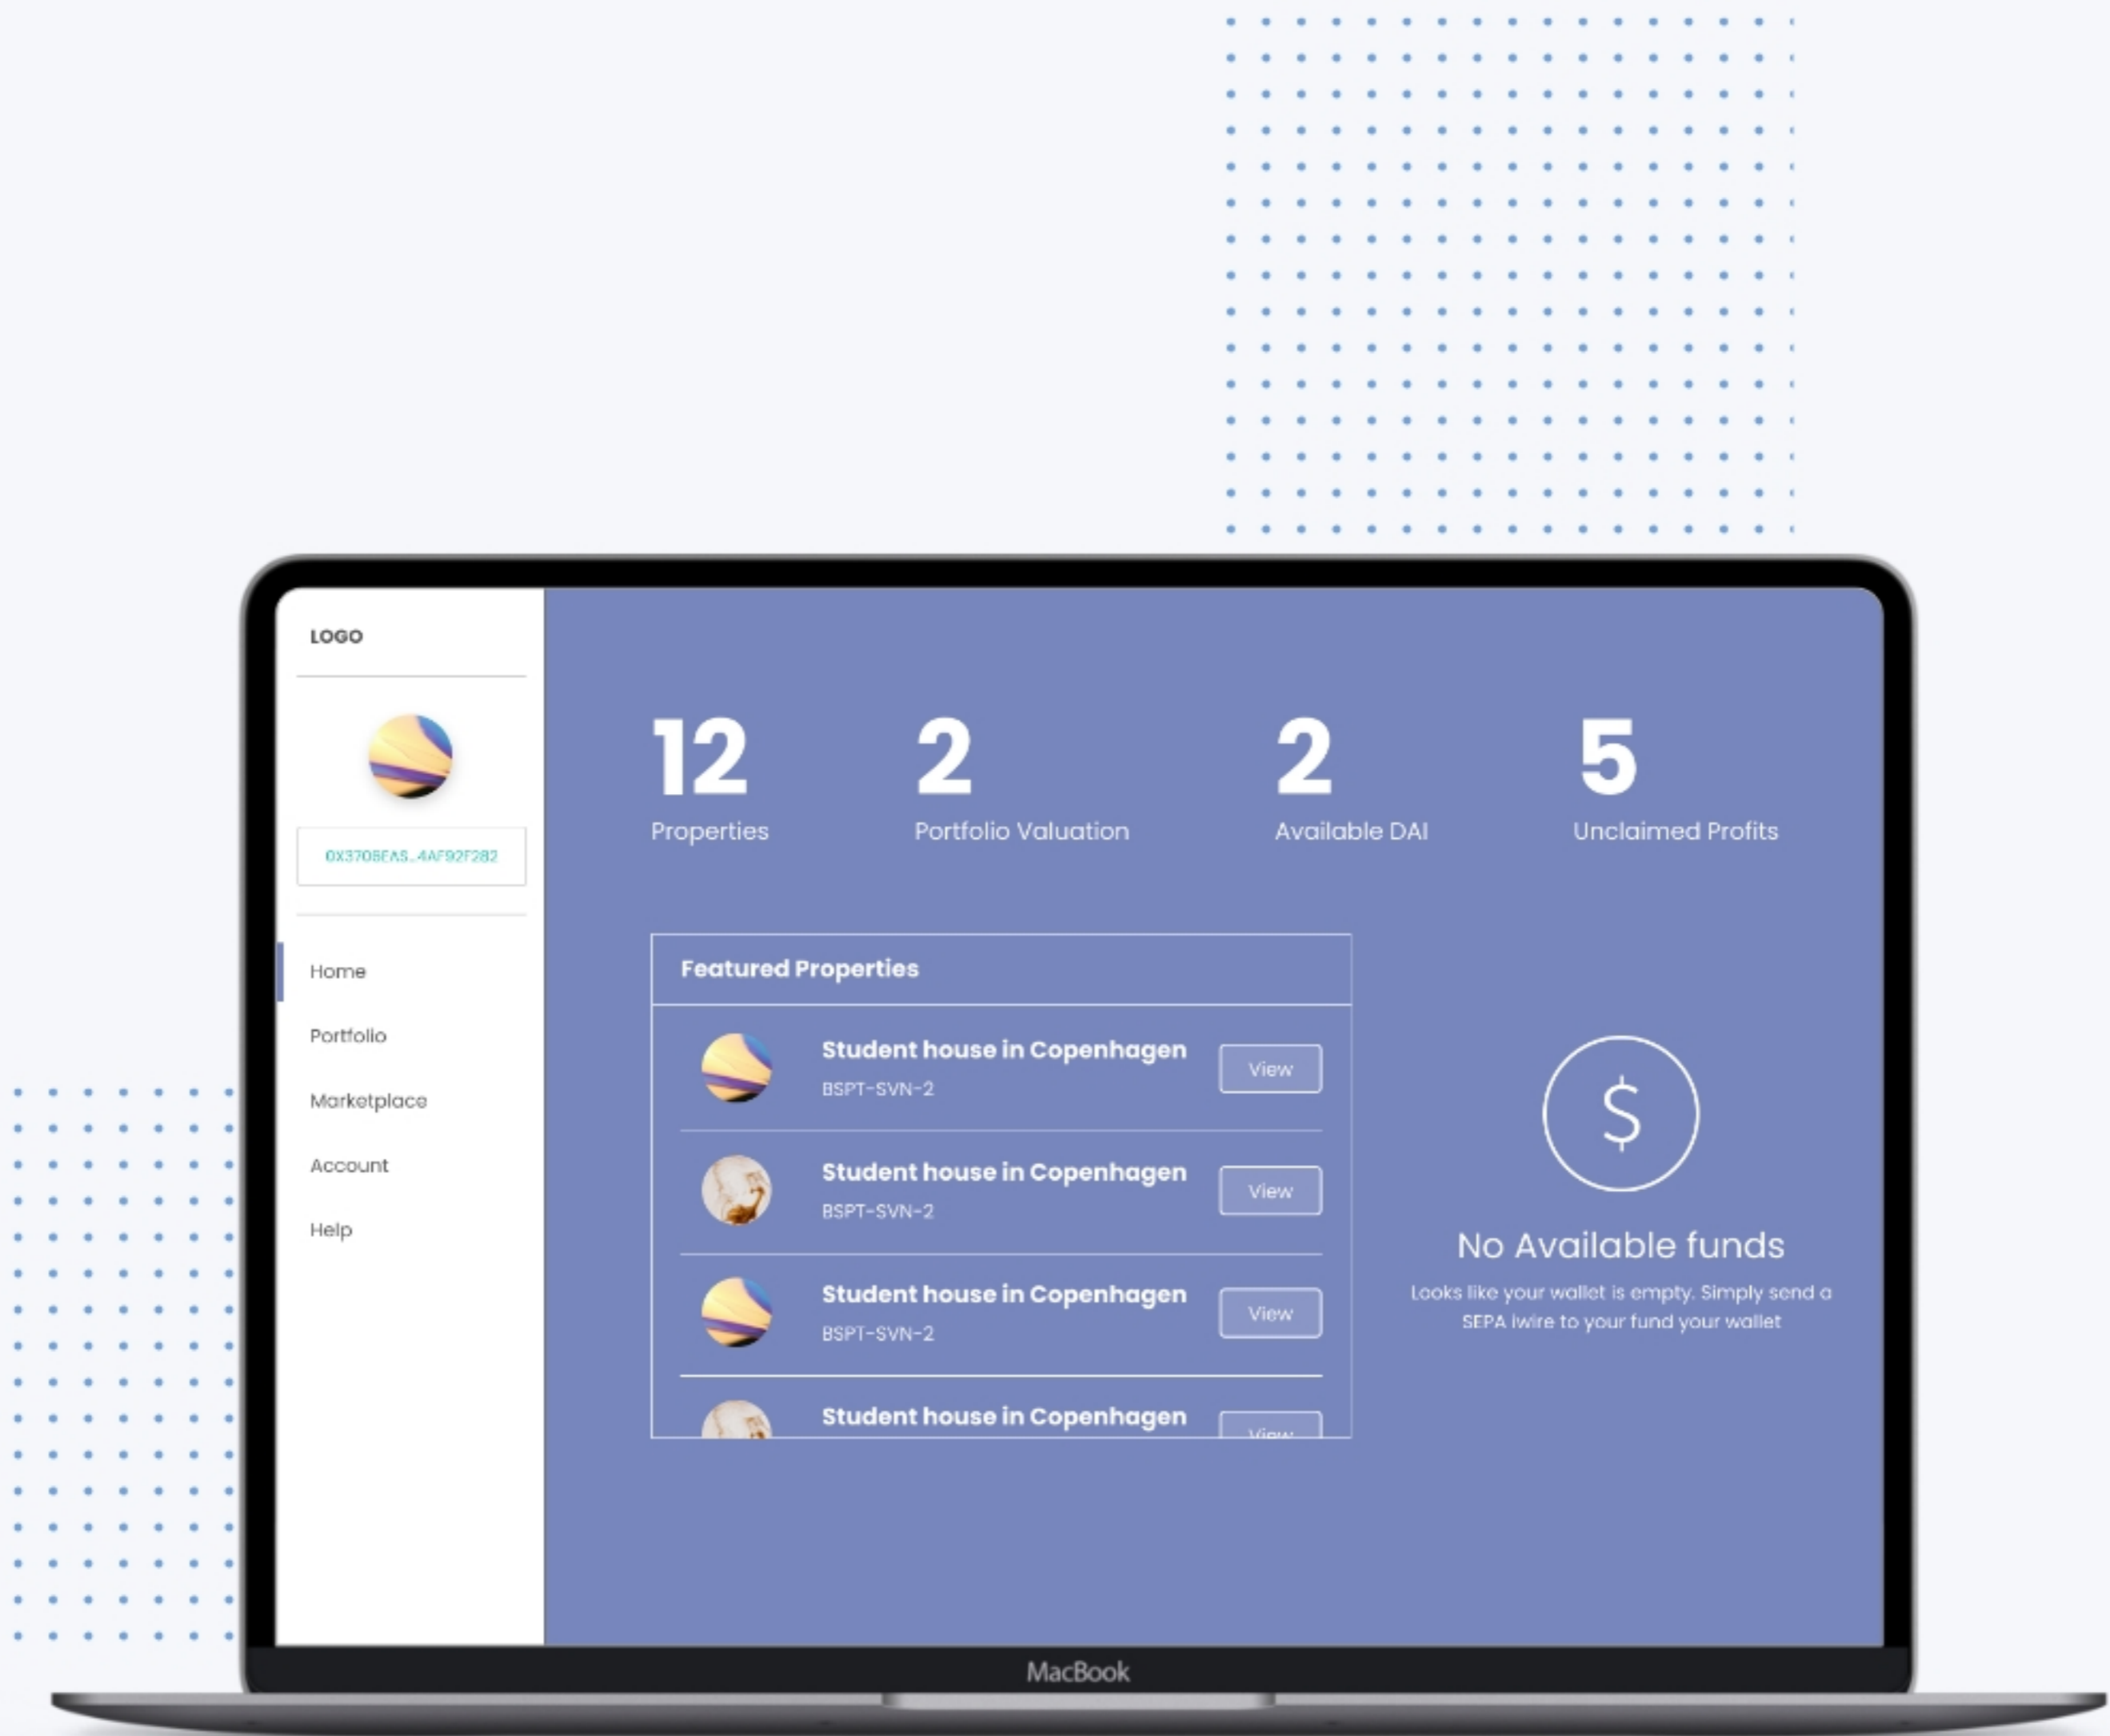 LOGO
0X3706EAS...4AF92F282
Home
Portfolio
Marketplace
Account
Help
12
Properties
2
Portfolio Valuation
2
Available DAI
5
Unclaimed Profits
Featured Properties
Student house in Copenhagen
BSPT-SVN-2
View
Student house in Copenhagen
BSPT-SVN-2
View
Student house in Copenhagen
BSPT-SVN-2
View
Student house in Copenhagen
View
$
No Available funds
Looks like your wallet is empty. Simply send a
SEPA iwire to your fund your wallet
MacBook